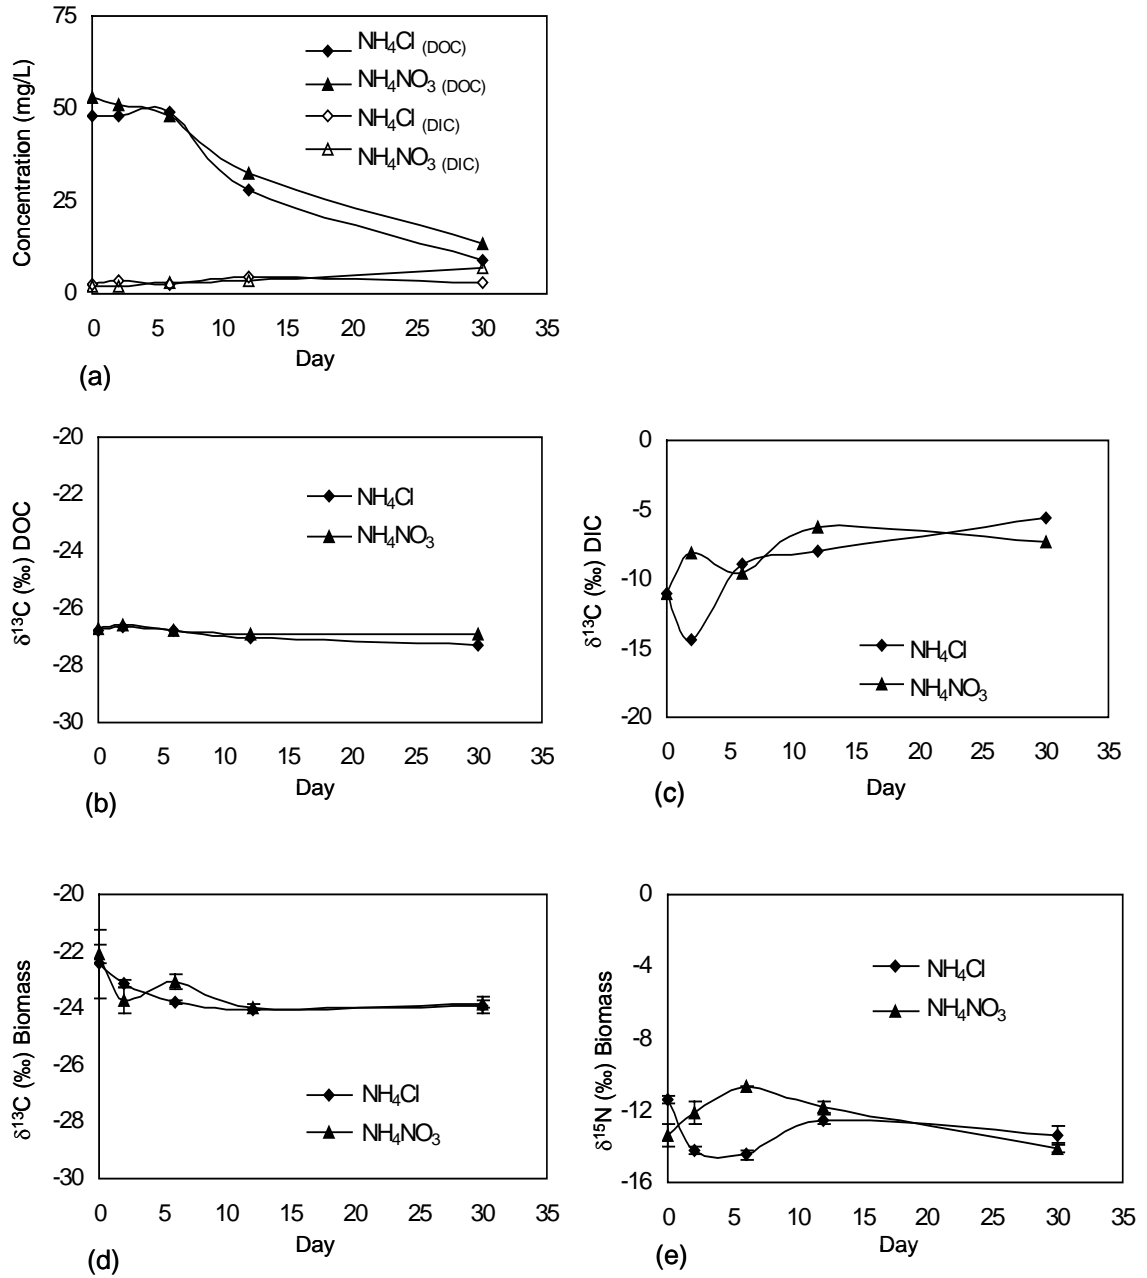 75
50
25
0
Concentration (mg/L)
NH₄Cl (DOC)
NH₄NO₃ (DOC)
NH₄Cl (DIC)
NH₄NO₃ (DIC)
0 5 10 15 20 25 30 35
Day
(a)
-20
-22
-24
-26
-28
-30
δ¹³C (‰) DOC
NH₄Cl
NH₄NO₃
0 5 10 15 20 25 30 35
Day
(b)
0
-5
-10
-15
-20
δ¹³C (‰) DIC
NH₄Cl
NH₄NO₃
0 5 10 15 20 25 30 35
Day
(c)
-20
-22
-24
-26
-28
-30
δ¹³C (‰) Biomass
NH₄Cl
NH₄NO₃
0 5 10 15 20 25 30 35
Day
(d)
0
-4
-8
-12
-16
δ¹⁵N (‰) Biomass
NH₄Cl
NH₄NO₃
0 5 10 15 20 25 30 35
Day
(e)